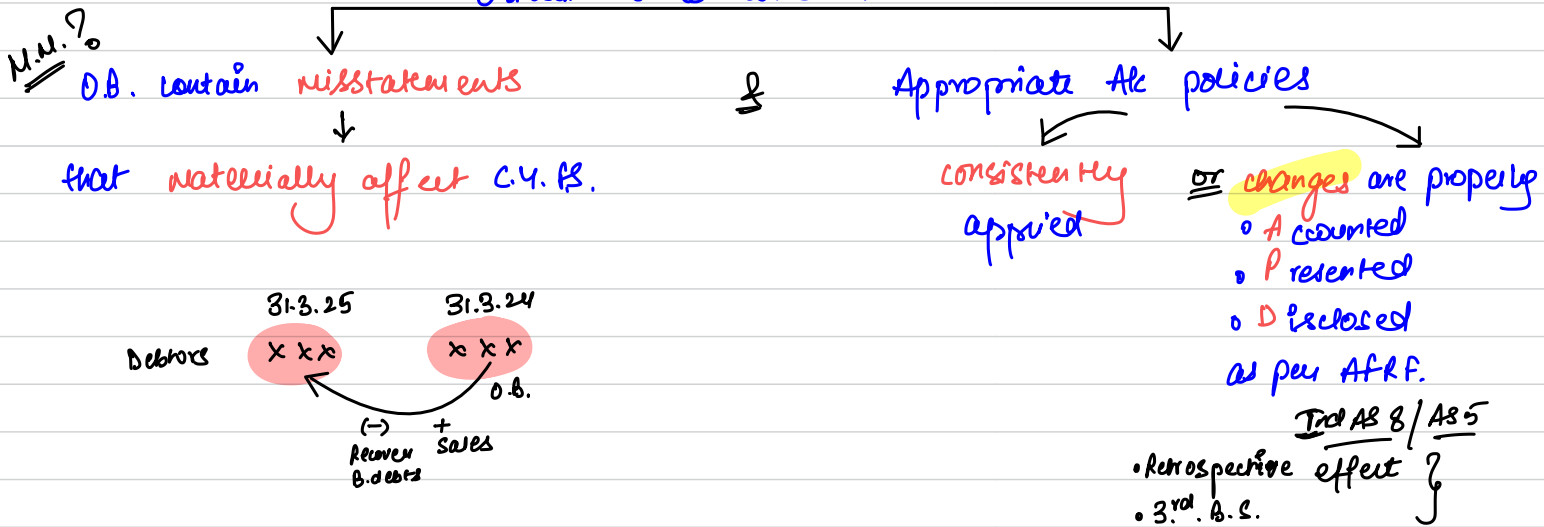 M.M.?
O.B. contain misstatements & Appropriate A/c policies
that materially affect C.Y. FS.
consistently applied
or changes are properly
• Accounted
• Presented
• Disclosed
as per AFRF.
Ind AS 8 / AS 5
• Retrospective effect ?
• 3rd. B.S.
31.3.25 31.3.24
Debtors xxx xxx
O.B.
(-) + Sales
Recover
B.debts